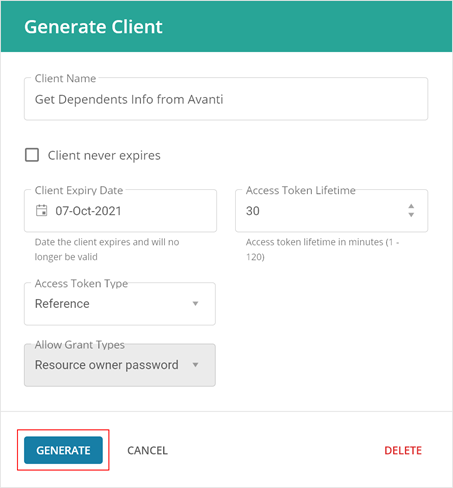 Generate Client
Client Name
Get Dependents Info from Avanti
Client never expires
Client Expiry Date
07-Oct-2021
Date the client expires and will no
longer be valid
Access Token Lifetime
30
Access token lifetime in minutes (1 -
120)
Access Token Type
Reference
Allow Grant Types
Resource owner password
GENERATE
CANCEL
DELETE